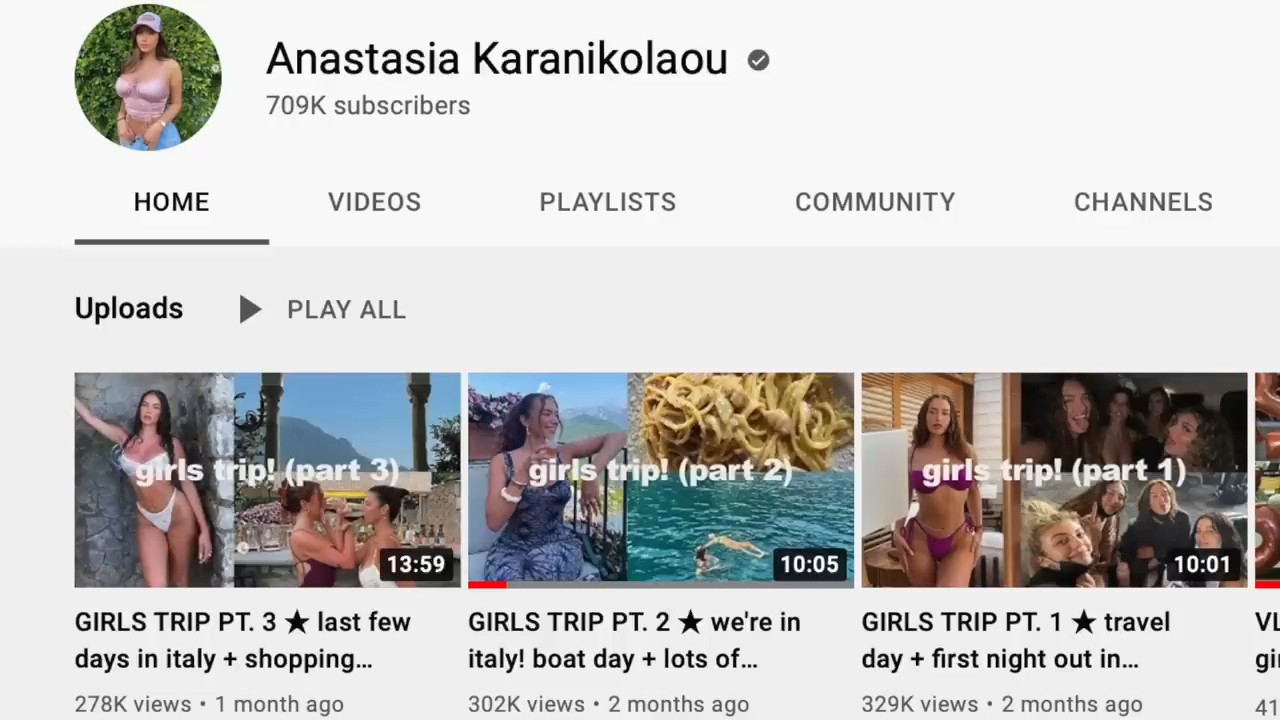 Anastasia Karanikolaou
709K subscribers
HOME VIDEOS PLAYLISTS COMMUNITY CHANNELS
Uploads PLAY ALL
girls trip! (part 3) girls trip! (part 2) girls trip! (part 1)
13:59 10:05 10:01
GIRLS TRIP PT. 3 ★ last few
days in italy + shopping...
278K views • 1 month ago
GIRLS TRIP PT. 2 ★ we're in
italy! boat day + lots of...
302K views • 2 months ago
GIRLS TRIP PT. 1 ★ travel
day + first night out in...
329K views • 2 months ago